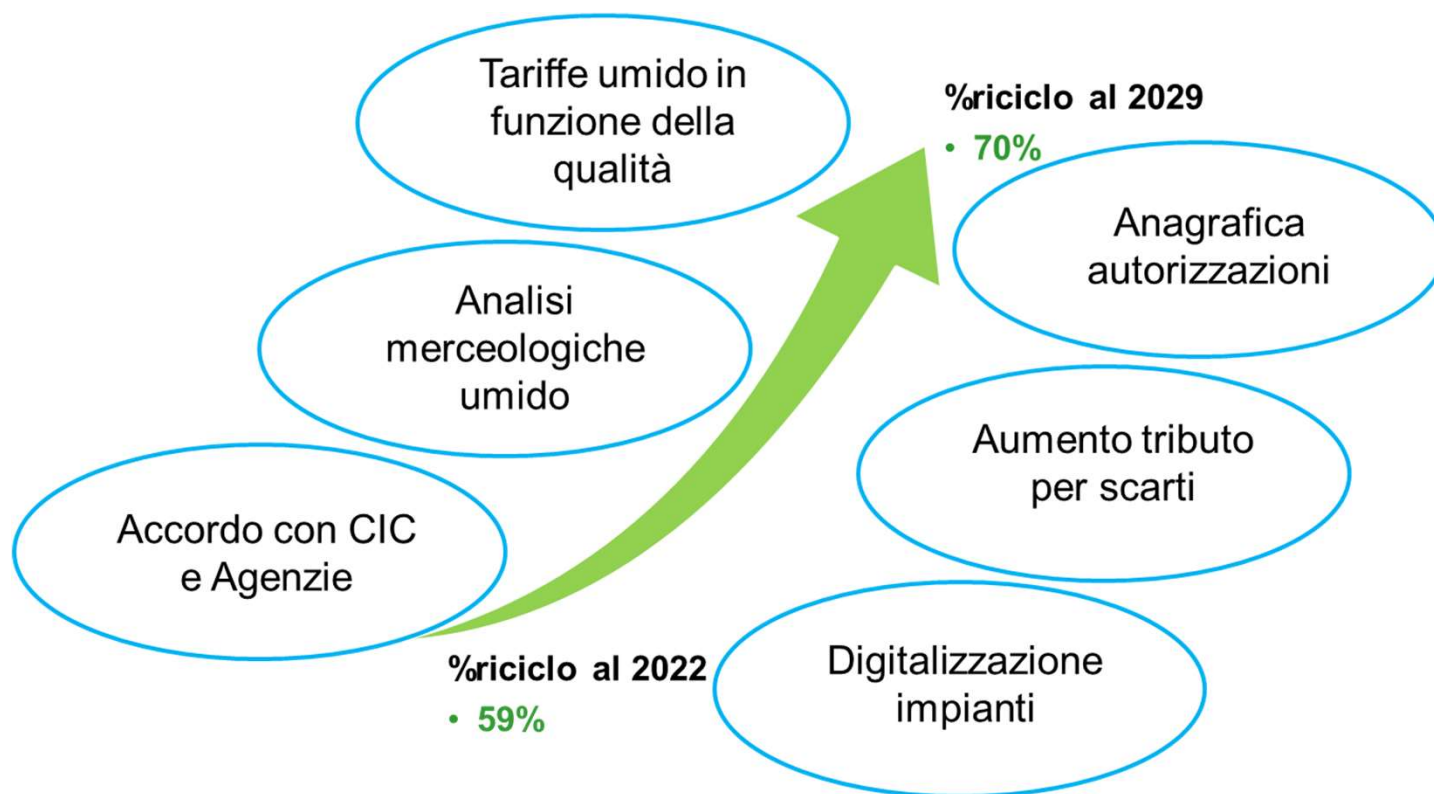 Tariffe umido in
funzione della
qualità
%riciclo al 2029
• 70%
Anagrafica
autorizzazioni
Analisi
merceologiche
umido
Aumento tributo
per scarti
Accordo con CIC
e Agenzie
%riciclo al 2022
• 59%
Digitalizzazione
impianti